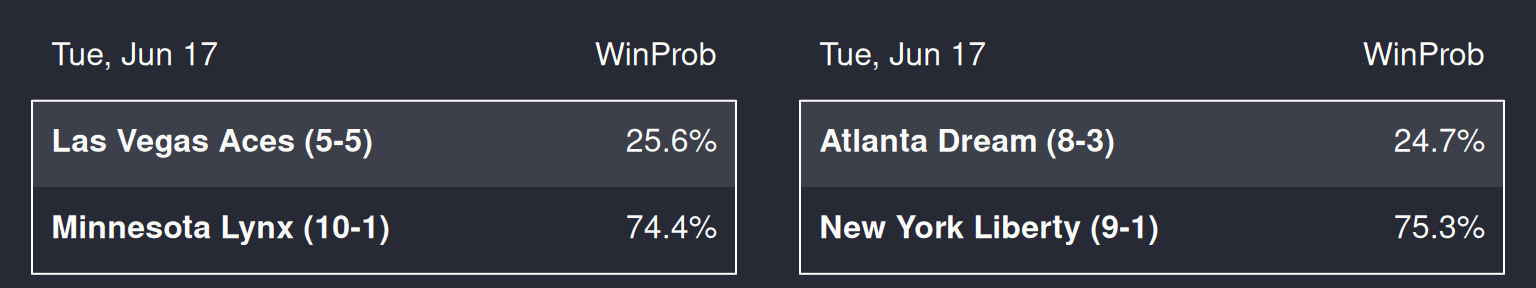 Tue, Jun 17 WinProb
Las Vegas Aces (5-5) 25.6%
Minnesota Lynx (10-1) 74.4%
Tue, Jun 17 WinProb
Atlanta Dream (8-3) 24.7%
New York Liberty (9-1) 75.3%